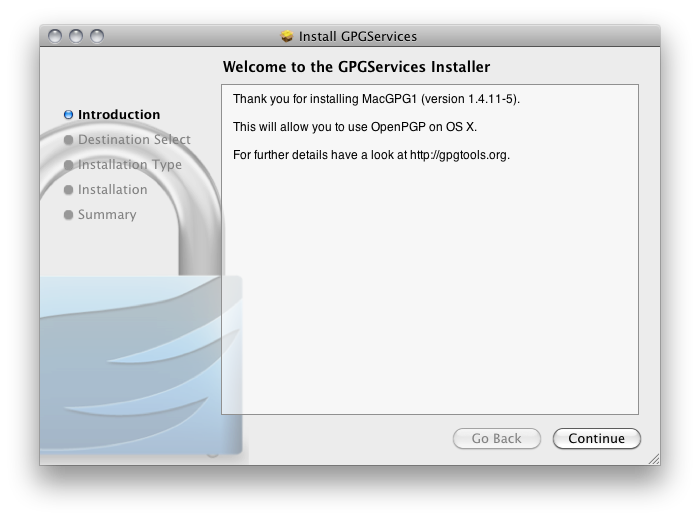 Install GPGServices
Welcome to the GPGServices Installer
Introduction
Destination Select
Installation Type
Installation
Summary
Thank you for installing MacGPG1 (version 1.4.11-5).
This will allow you to use OpenPGP on OS X.
For further details have a look at http://gpgtools.org.
Go Back
Continue